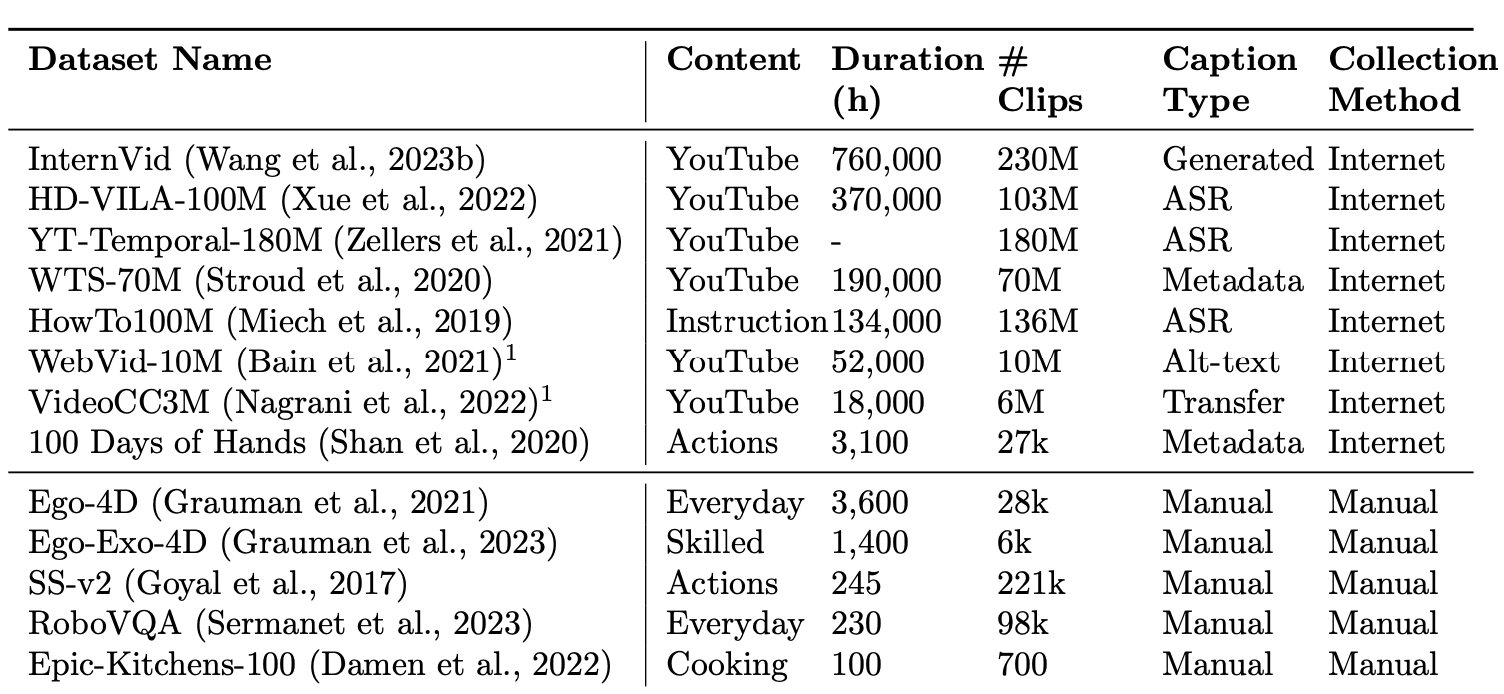 Dataset Name Content Duration (h) # Clips Caption Type Collection Method
InternVid (Wang et al., 2023b) YouTube 760,000 230M Generated Internet
HD-VILA-100M (Xue et al., 2022) YouTube 370,000 103M ASR Internet
YT-Temporal-180M (Zellers et al., 2021) YouTube - 180M ASR Internet
WTS-70M (Stroud et al., 2020) YouTube 190,000 70M Metadata Internet
HowTo100M (Miech et al., 2019) Instruction 134,000 136M ASR Internet
WebVid-10M (Bain et al., 2021)¹ YouTube 52,000 10M Alt-text Internet
VideoCC3M (Nagrani et al., 2022)¹ YouTube 18,000 6M Transfer Internet
100 Days of Hands (Shan et al., 2020) Actions 3,100 27k Metadata Internet
Ego-4D (Grauman et al., 2021) Everyday 3,600 28k Manual Manual
Ego-Exo-4D (Grauman et al., 2023) Skilled 1,400 6k Manual Manual
SS-v2 (Goyal et al., 2017) Actions 245 221k Manual Manual
RoboVQA (Sermanet et al., 2023) Everyday 230 98k Manual Manual
Epic-Kitchens-100 (Damen et al., 2022) Cooking 100 700 Manual Manual